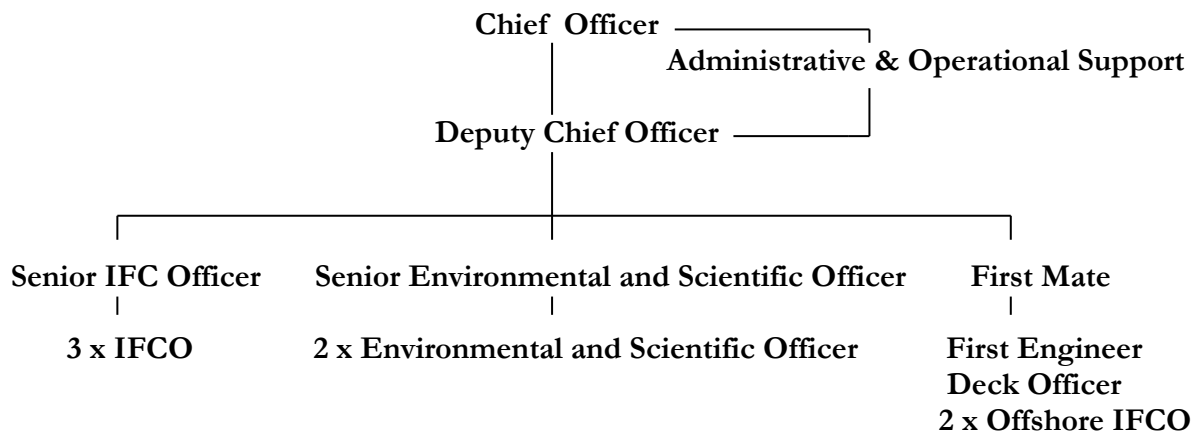 Chief Officer
Administrative & Operational Support
Deputy Chief Officer
Senior IFC Officer
Senior Environmental and Scientific Officer
First Mate
3 x IFCO
2 x Environmental and Scientific Officer
First Engineer
Deck Officer
2 x Offshore IFCO